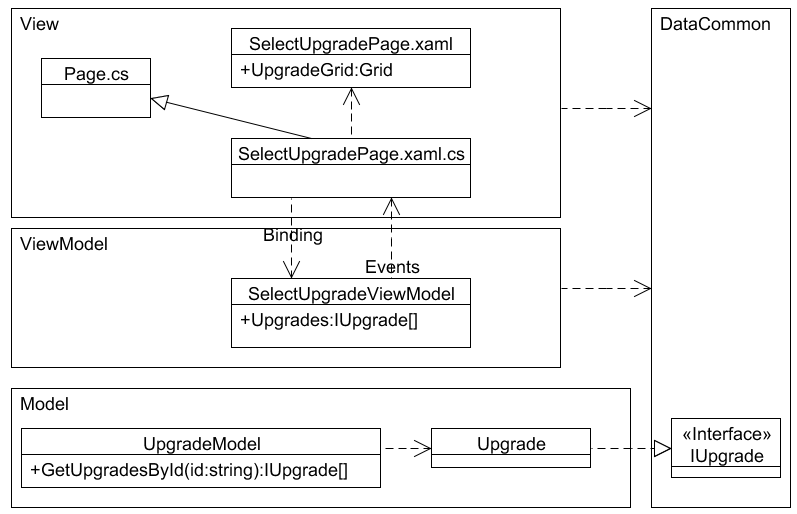 View
DataCommon
SelectUpgradePage.xaml
+UpgradeGrid:Grid
Page.cs
SelectUpgradePage.xaml.cs
Binding
ViewModel
Events
SelectUpgradeViewModel
+Upgrades:IUpgrade[]
Model
UpgradeModel
+GetUpgradesById(id:string):IUpgrade[]
Upgrade
«Interface»
IUpgrade